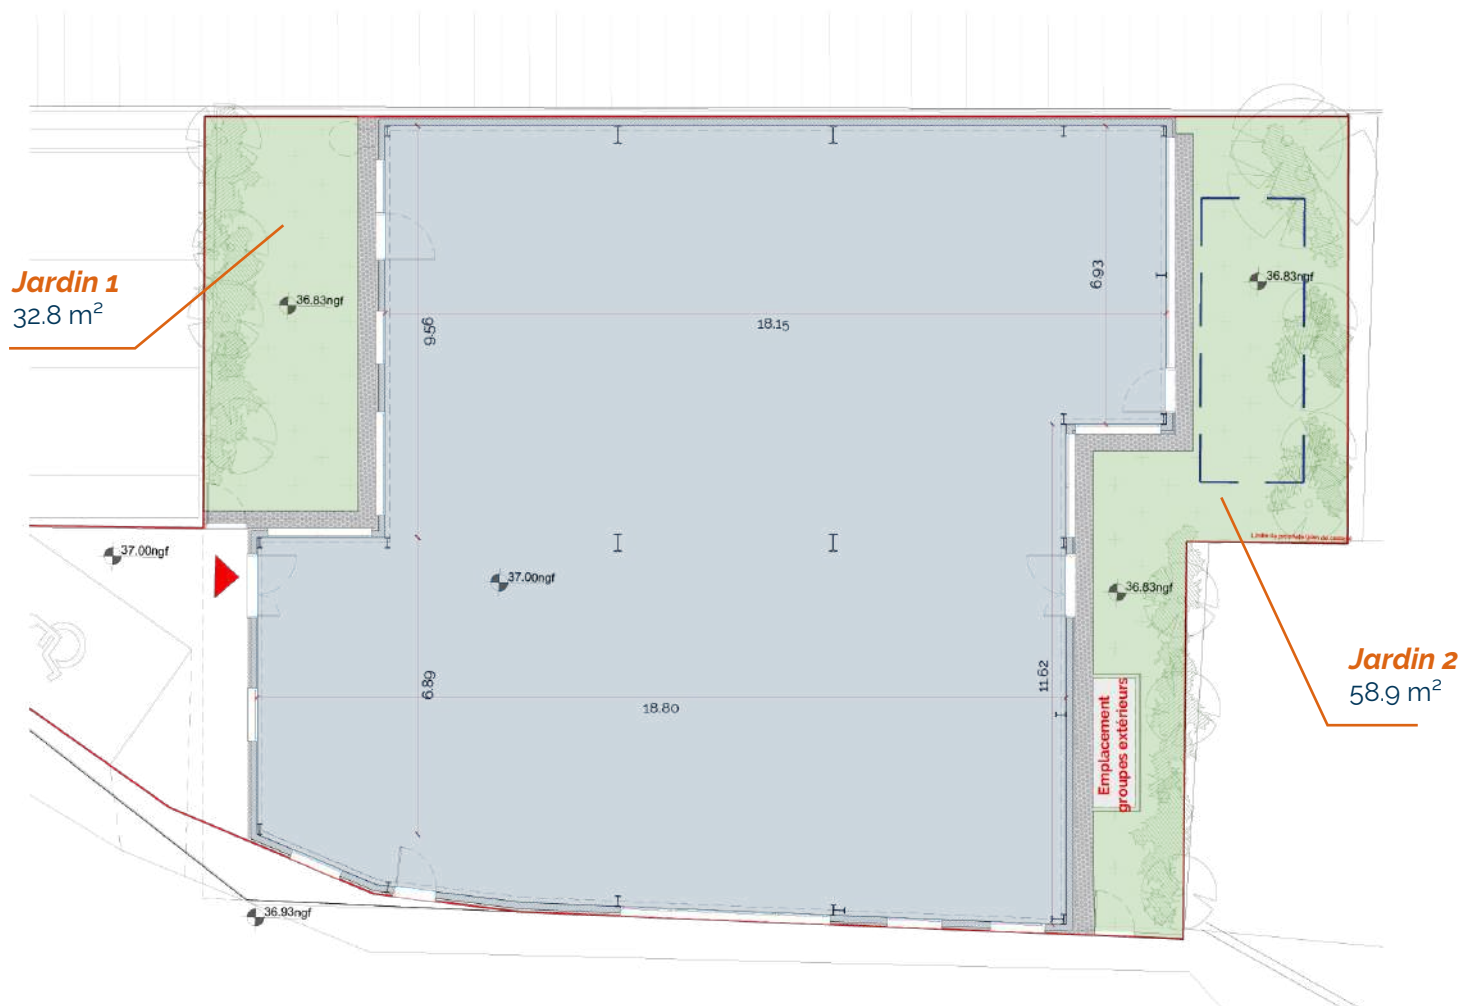 Jardin 1
32.8 m²
36.83ngf
9.56
18.15
6.93
36.83ngf
37.00ngf
37.00ngf
36.83ngf
6.89
18.80
11.62
Emplacement
groupes extérieurs
Jardin 2
58.9 m²
36.93ngf